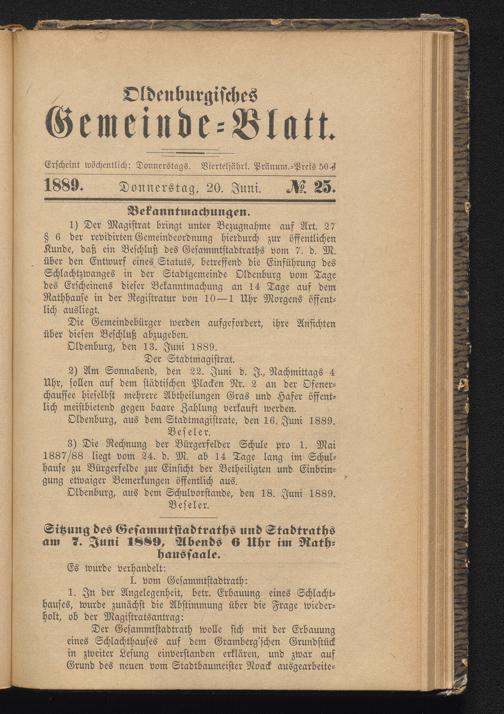 Oldenburgisches
Gemeinde=Blatt.
Erscheint wöchentlich: Donnerstags. Vierteljährl. Pränum.=Preis 50 ₰
1889. Donnerstag, 20. Juni. № 25.
Bekanntmachungen.
1) Der Magistrat bringt unter Bezugnahme auf Art. 27
§ 6 der revidirten Gemeindeordnung hierdurch zur öffentlichen
Kunde, daß ein Beschluß des Gesammtstadtraths vom 7. d. M.
über den Entwurf eines Statuts, betreffend die Einführung des
Schlachtzwanges in der Stadtgemeinde Oldenburg vom Tage
des Erscheinens dieser Bekanntmachung an 14 Tage auf dem
Rathhause in der Registratur von 10—1 Uhr Morgens öffent=
lich ausliegt.
Die Gemeindebürger werden aufgefordert, ihre Ansichten
über diesen Beschluß abzugeben.
Oldenburg, den 13. Juni 1889.
Der Stadtmagistrat.
2) Am Sonnabend, den 22. Juni d. J., Nachmittags 4
Uhr, sollen auf dem städtischen Placken Nr. 2 an der Ofener=
chaussee hieselbst mehrere Abtheilungen Gras und Hafer öffent=
lich meistbietend gegen baare Zahlung verkauft werden.
Oldenburg, aus dem Stadtmagistrate, den 16. Juni 1889.
Beseler.
3) Die Rechnung der Bürgerfelder Schule pro 1. Mai
1887/88 liegt vom 24. d. M. ab 14 Tage lang im Schul=
hause zu Bürgerfelde zur Einsicht der Betheiligten und Einbrin=
gung etwaiger Bemerkungen öffentlich aus.
Oldenburg, aus dem Schulvorstande, den 18. Juni 1889.
Beseler.
Sitzung des Gesammtstadtraths und Stadtraths
am 7. Juni 1889, Abends 6 Uhr im Rath=
haussaale.
Es wurde verhandelt:
I. vom Gesammtstadtrath:
1. In der Angelegenheit, betr. Erbauung eines Schlacht=
hauses, wurde zunächst die Abstimmung über die Frage wieder=
holt, ob der Magistratsantrag:
Der Gesammtstadtrath wolle sich mit der Erbauung
eines Schlachthauses auf dem Gramberg'schen Grundstück
in zweiter Lesung einverstanden erklären, und zwar auf
Grund des neuen vom Stadtbaumeister Noack ausgearbeite=